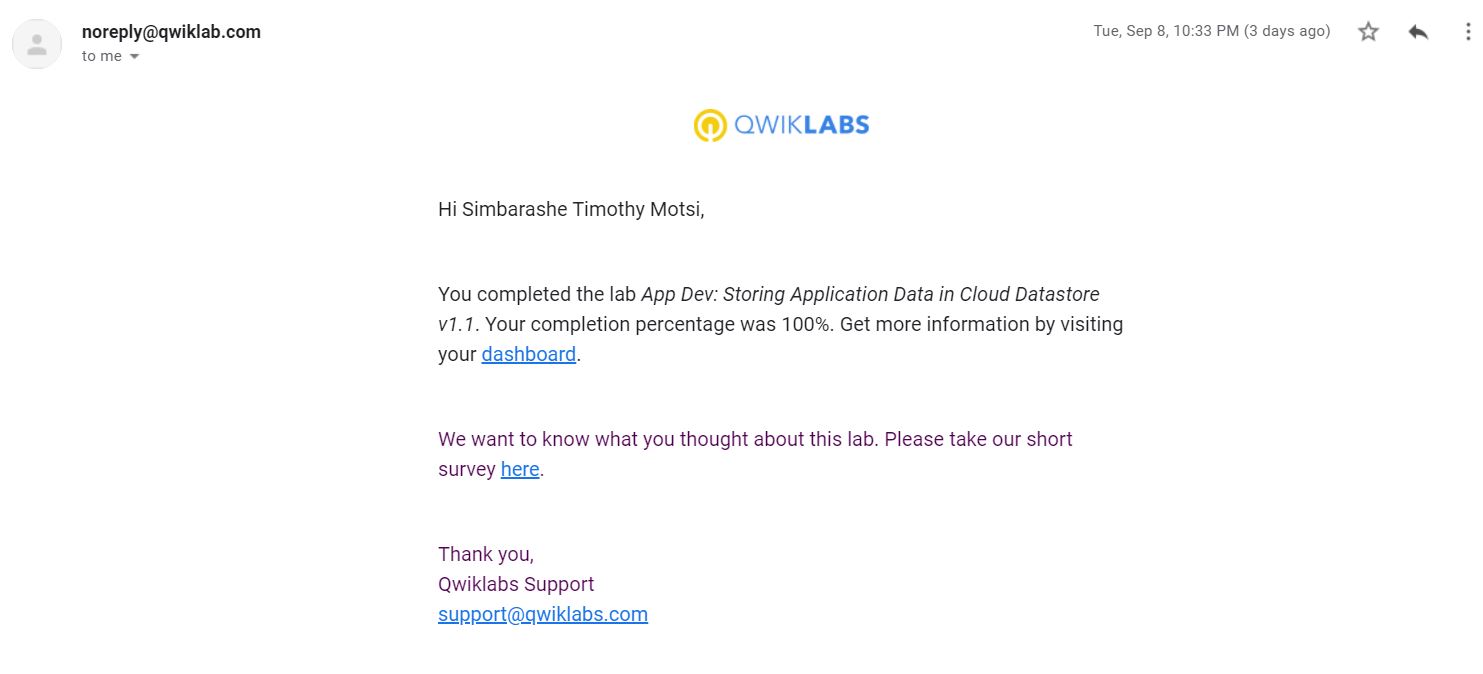 noreply@qwiklab.com
Tue, Sep 8, 10:33 PM (3 days ago)
to me
QWIKLABS
Hi Simbarashe Timothy Motsi,
You completed the lab App Dev: Storing Application Data in Cloud Datastore
v1.1. Your completion percentage was 100%. Get more information by visiting
your dashboard.
We want to know what you thought about this lab. Please take our short
survey here.
Thank you,
Qwiklabs Support
support@qwiklabs.com